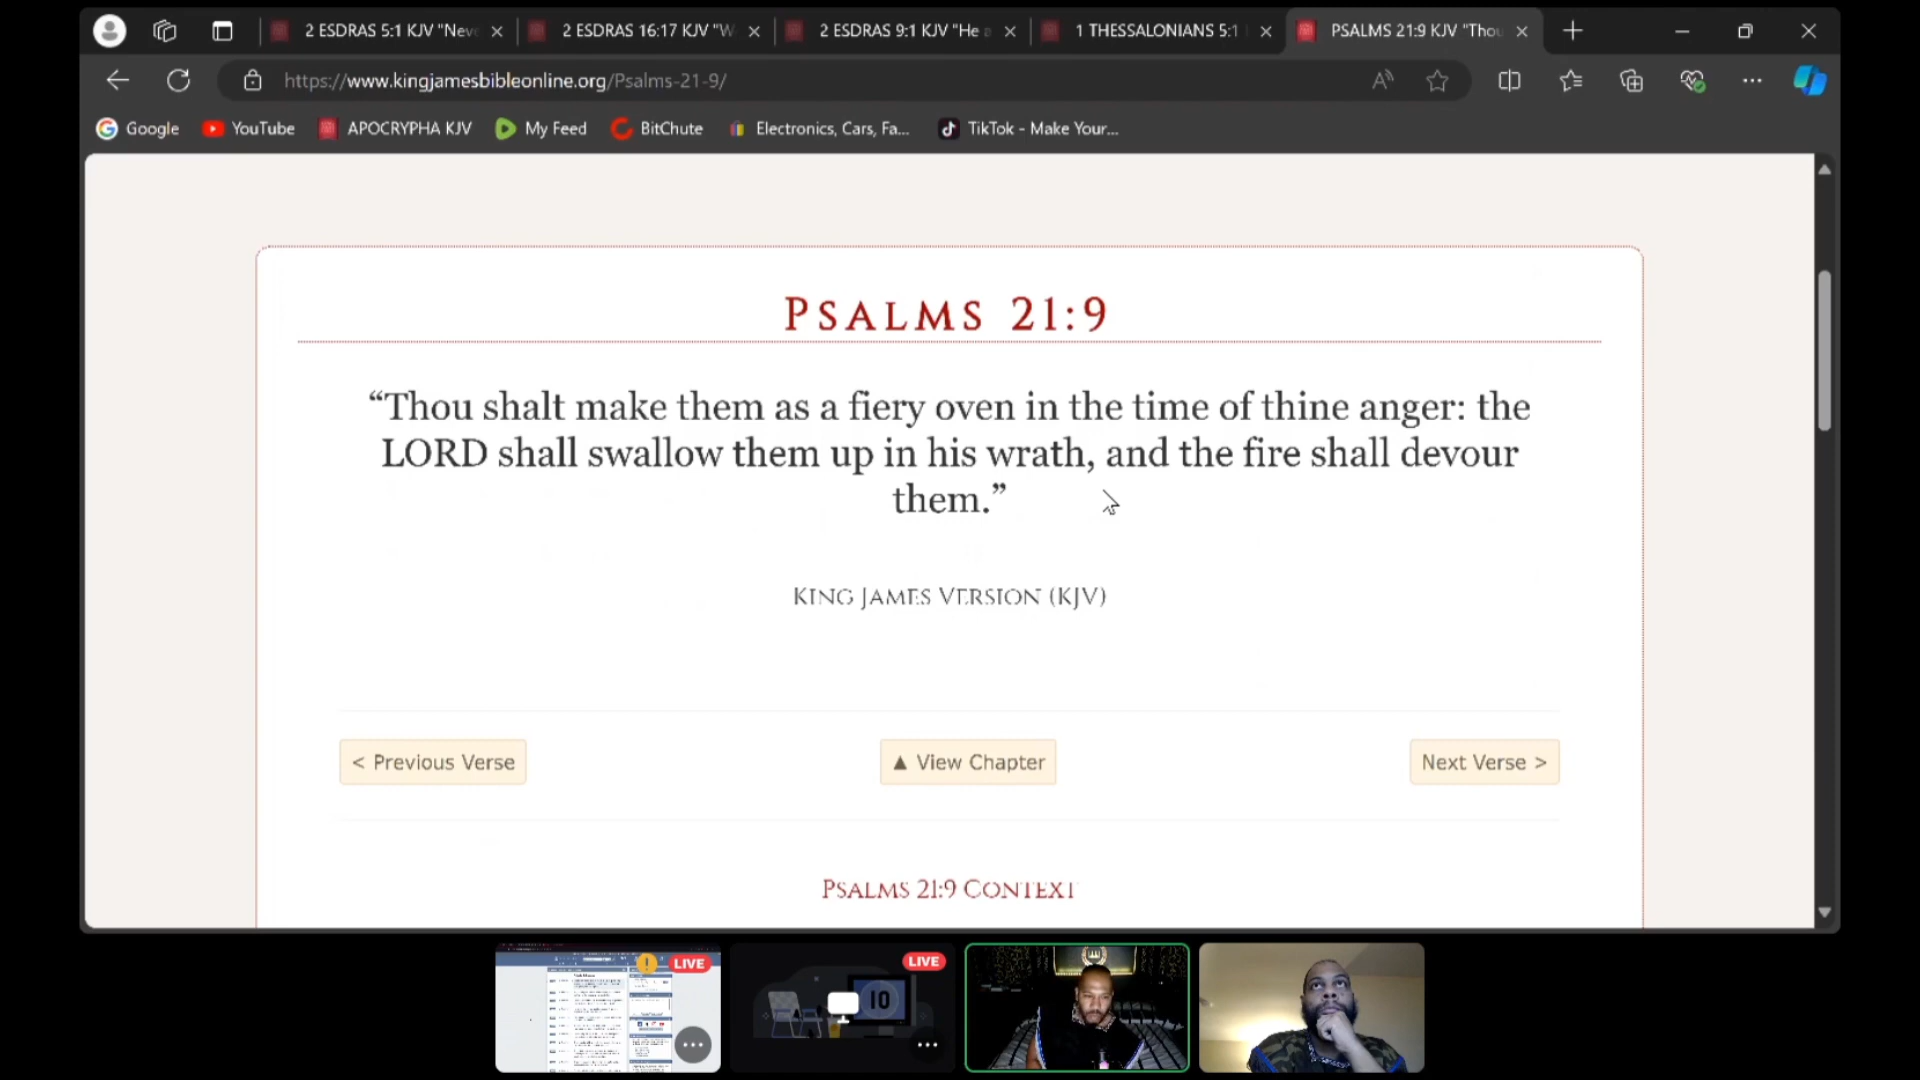 2 ESDRAS 5:1 KJV "Neve
2 ESDRAS 16:17 KJV "W
2 ESDRAS 9:1 KJV "He a
1 THESSALONIANS 5:1
PSALMS 21:9 KJV "Thou
https://www.kingjamesbibleonline.org/Psalms-21-9/
Google
YouTube
APOCRYPHA KJV
My Feed
BitChute
Electronics, Cars, Fa...
TikTok - Make Your...
PSALMS 21:9
“Thou shalt make them as a fiery oven in the time of thine anger: the
LORD shall swallow them up in his wrath, and the fire shall devour
them.”
KING JAMES VERSION (KJV)
< Previous Verse
▲ View Chapter
Next Verse >
PSALMS 21:9 CONTEXT
LIVE
LIVE
10